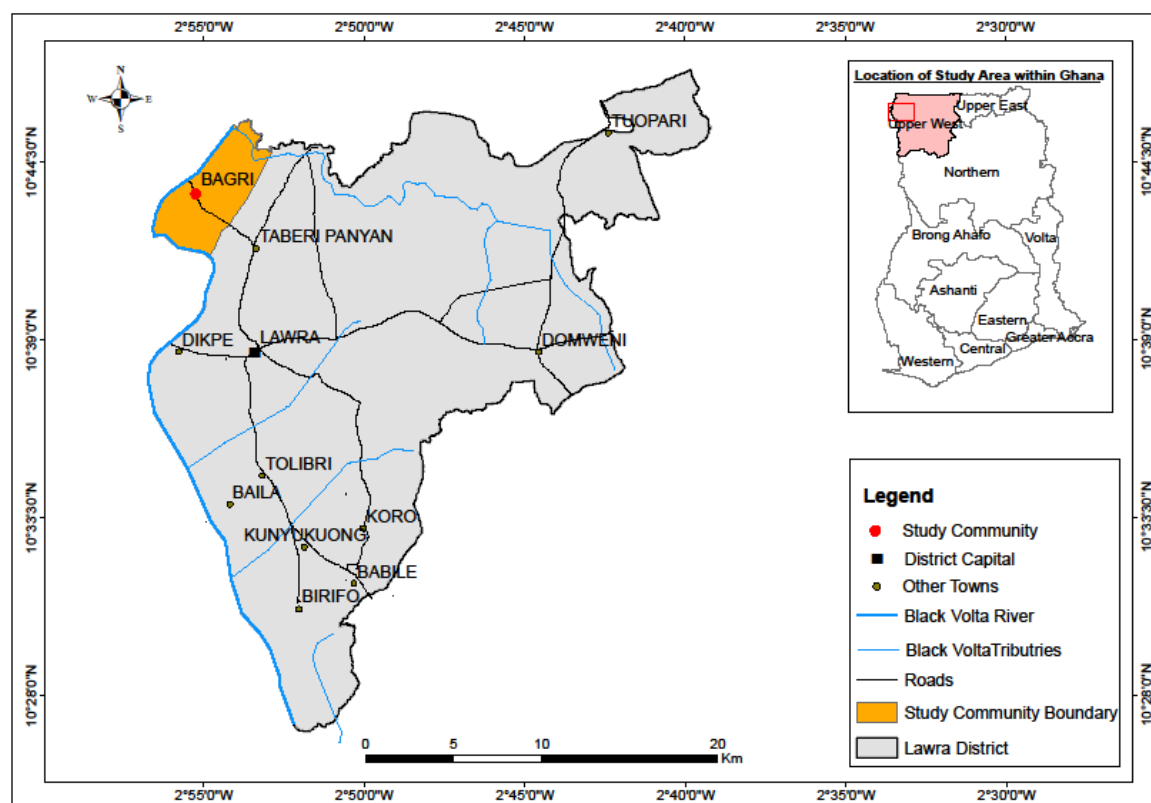 2°55'0"W 2°50'0"W 2°45'0"W 2°40'0"W 2°35'0"W 2°30'0"W
N
W E
S
10°44'30"N
10°39'0"N
10°33'30"N
10°28'0"N
TUOPARI
BAGRI
TABERI PANYAN
DIKPE
LAWRA
DOMWENI
TOLIBRI
BAILA
KORO
KUNYUKUONG
BABILE
BIRIFO
0 5 10 20
Km
Location of Study Area within Ghana
Upper East
Upper West
Northern
Brong Ahafo
Volta
Ashanti
Eastern
Greater Accra
Central
Western
10°44'30"N
10°39'0"N
10°33'30"N
10°28'0"N
Legend
Study Community
District Capital
Other Towns
Black Volta River
Black VoltaTributries
Roads
Study Community Boundary
Lawra District
2°55'0"W 2°50'0"W 2°45'0"W 2°40'0"W 2°35'0"W 2°30'0"W